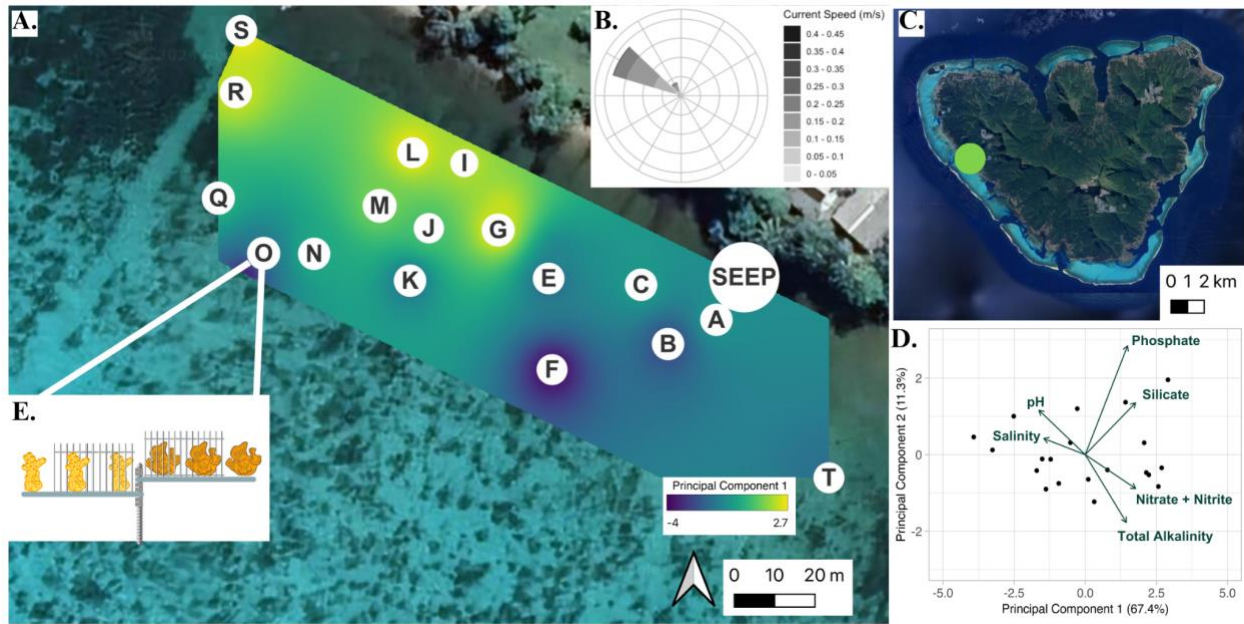 A.
S
R
L
I
Q
M
J
G
O
N
K
E
C
SEEP
A
B
F
T
Principal Component 1
-4 2.7
0 10 20 m
B.
Current Speed (m/s)
0.4 - 0.45
0.35 - 0.4
0.3 - 0.35
0.25 - 0.3
0.2 - 0.25
0.15 - 0.2
0.1 - 0.15
0.05 - 0.1
0 - 0.05
C.
0 1 2 km
D.
Phosphate
Silicate
pH
Salinity
Nitrate + Nitrite
Total Alkalinity
Principal Component 2 (11.3%)
2
0
-2
-5.0 -2.5 0.0 2.5 5.0
Principal Component 1 (67.4%)
E.